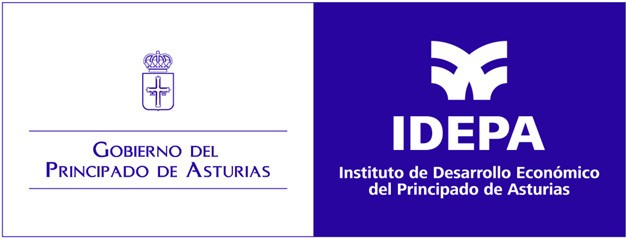 GOBIERNO DEL
PRINCIPADO DE ASTURIAS
IDEPA
Instituto de Desarrollo Económico
del Principado de Asturias